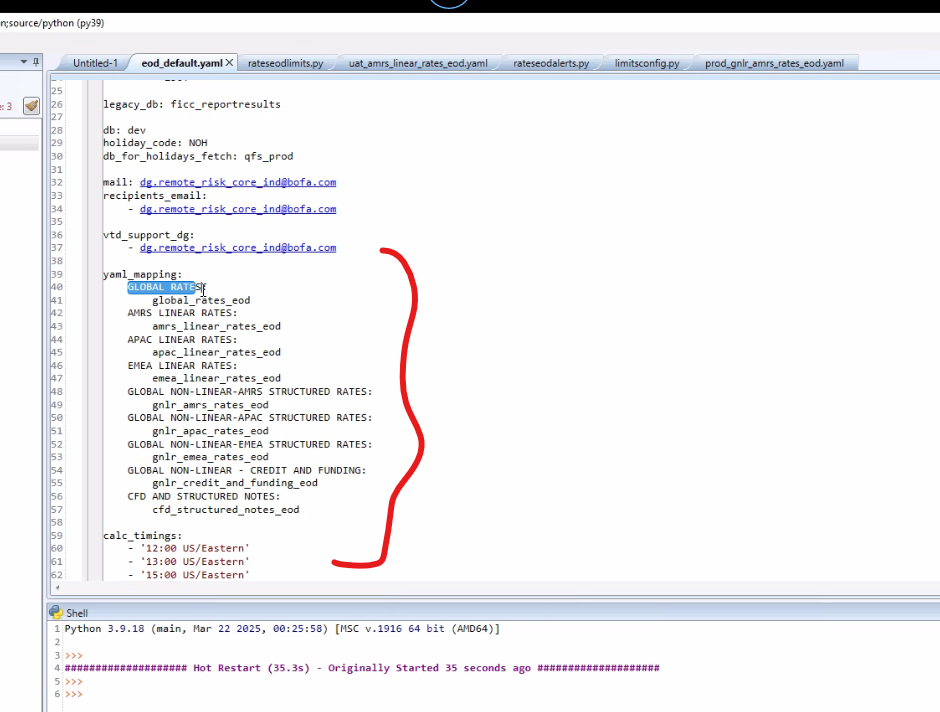 n;source/python (py39)
Untitled-1
eod_default.yaml
rateseodlimits.py
uat_amrs_linear_rates_eod.yaml
rateseodalerts.py
limitsconfig.py
prod_gnlr_amrs_rates_eod.yaml
e: 3
25
26 legacy_db: ficc_reportresults
27
28 db: dev
29 holiday_code: NOH
30 db_for_holidays_fetch: qfs_prod
31
32 mail: dg.remote_risk_core_ind@bofa.com
33 recipients_email:
34 - dg.remote_risk_core_ind@bofa.com
35
36 vtd_support_dg:
37 - dg.remote_risk_core_ind@bofa.com
38
39 yaml_mapping:
40 GLOBAL RATES:
41 global_rates_eod
42 AMRS LINEAR RATES:
43 amrs_linear_rates_eod
44 APAC LINEAR RATES:
45 apac_linear_rates_eod
46 EMEA LINEAR RATES:
47 emea_linear_rates_eod
48 GLOBAL NON-LINEAR-AMRS STRUCTURED RATES:
49 gnlr_amrs_rates_eod
50 GLOBAL NON-LINEAR-APAC STRUCTURED RATES:
51 gnlr_apac_rates_eod
52 GLOBAL NON-LINEAR-EMEA STRUCTURED RATES:
53 gnlr_emea_rates_eod
54 GLOBAL NON-LINEAR - CREDIT AND FUNDING:
55 gnlr_credit_and_funding_eod
56 CFD AND STRUCTURED NOTES:
57 cfd_structured_notes_eod
58
59 calc_timings:
60 - '12:00 US/Eastern'
61 - '13:00 US/Eastern'
62 - '15:00 US/Eastern'
Shell
1 Python 3.9.18 (main, Mar 22 2025, 00:25:58) [MSC v.1916 64 bit (AMD64)]
2
3 >>>
4 #################### Hot Restart (35.3s) - Originally Started 35 seconds ago ####################
5 >>>
6 >>>